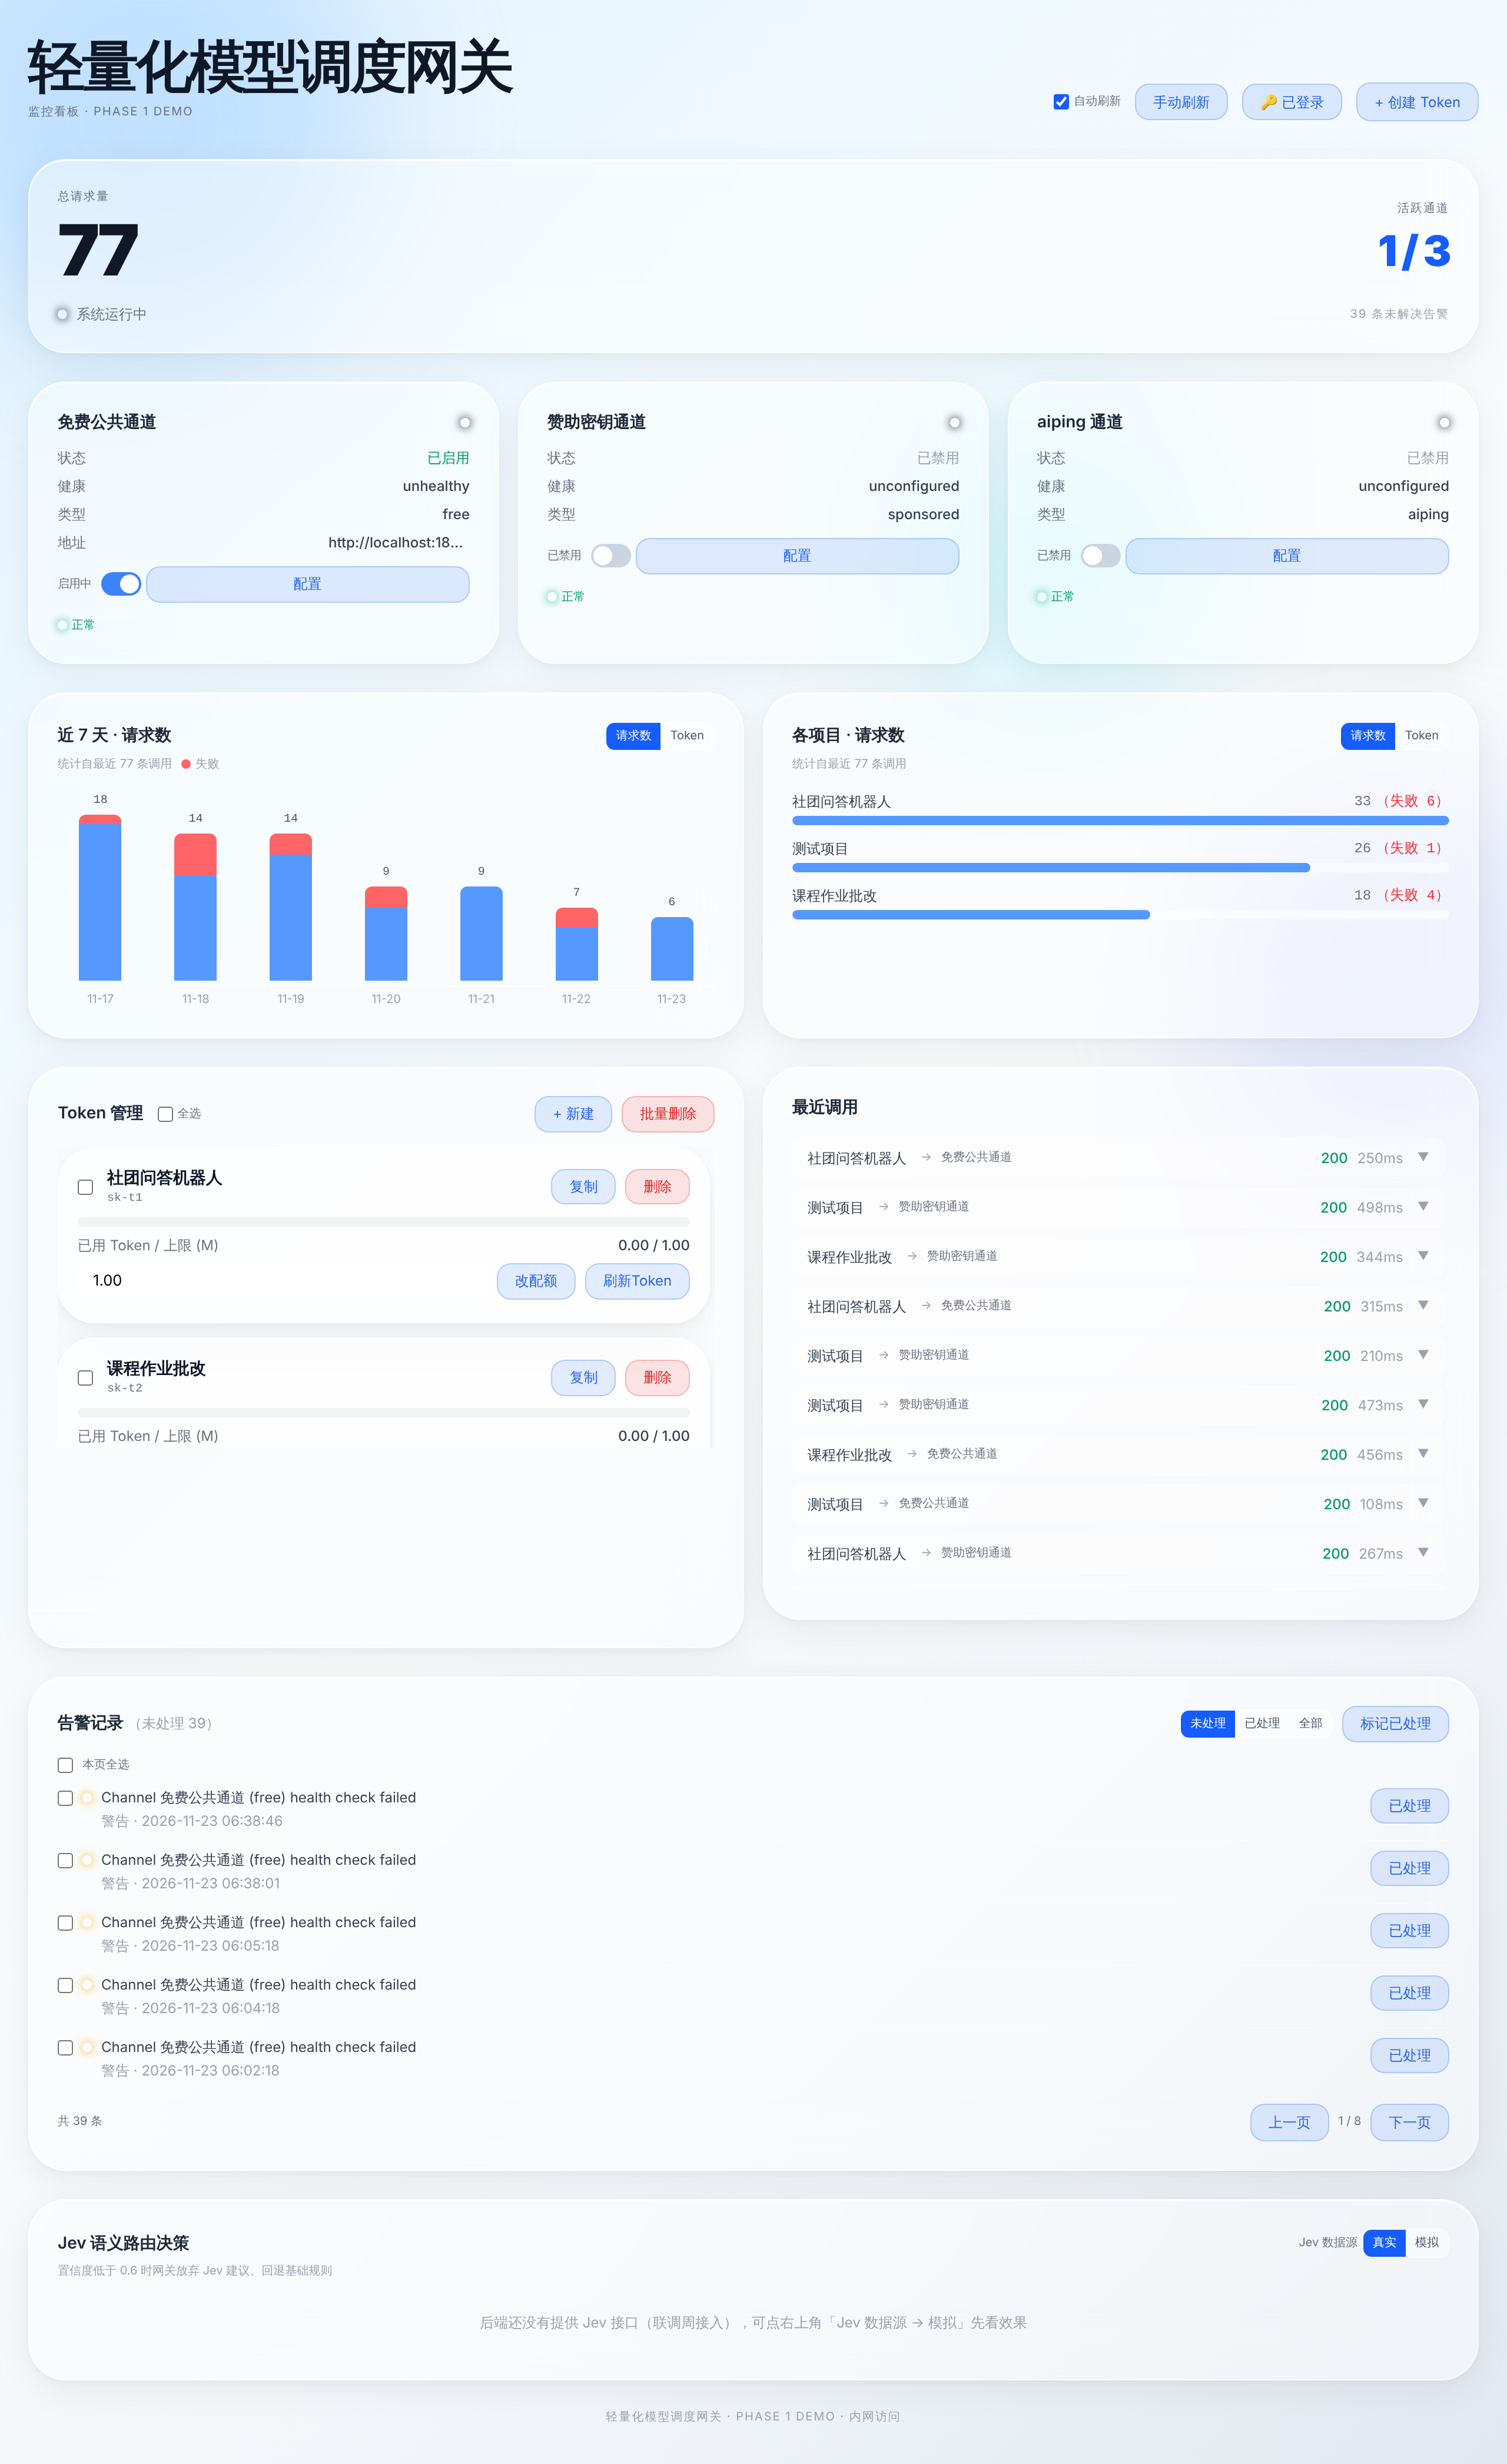 轻量化模型调度网关
监控看板 · PHASE 1 DEMO
自动刷新 手动刷新 🔑 已登录 + 创建 Token
总请求量
77
系统运行中
活跃通道
1/3
39 条未解决告警
免费公共通道
状态 已启用
健康 unhealthy
类型 free
地址 http://localhost:18...
启用中 配置
正常
赞助密钥通道
状态 已禁用
健康 unconfigured
类型 sponsored
已禁用 配置
正常
aiping 通道
状态 已禁用
健康 unconfigured
类型 aiping
已禁用 配置
正常
近 7 天 · 请求数 请求数 Token
统计自最近 77 条调用 失败
18 14 14 9 9 7 6
11-17 11-18 11-19 11-20 11-21 11-22 11-23
各项目 · 请求数 请求数 Token
统计自最近 77 条调用
社团问答机器人 33 （失败 6）
测试项目 26 （失败 1）
课程作业批改 18 （失败 4）
Token 管理 全选 + 新建 批量删除
社团问答机器人 复制 删除
sk-t1
已用 Token / 上限 (M) 0.00 / 1.00
1.00 改配额 刷新Token
课程作业批改 复制 删除
sk-t2
已用 Token / 上限 (M) 0.00 / 1.00
最近调用
社团问答机器人 → 免费公共通道 200 250ms ▼
测试项目 → 赞助密钥通道 200 498ms ▼
课程作业批改 → 赞助密钥通道 200 344ms ▼
社团问答机器人 → 免费公共通道 200 315ms ▼
测试项目 → 赞助密钥通道 200 210ms ▼
测试项目 → 赞助密钥通道 200 473ms ▼
课程作业批改 → 免费公共通道 200 456ms ▼
测试项目 → 免费公共通道 200 108ms ▼
社团问答机器人 → 赞助密钥通道 200 267ms ▼
告警记录 （未处理 39） 未处理 已处理 全部 标记已处理
本页全选
Channel 免费公共通道 (free) health check failed 已处理
警告 · 2026-11-23 06:38:46
Channel 免费公共通道 (free) health check failed 已处理
警告 · 2026-11-23 06:38:01
Channel 免费公共通道 (free) health check failed 已处理
警告 · 2026-11-23 06:05:18
Channel 免费公共通道 (free) health check failed 已处理
警告 · 2026-11-23 06:04:18
Channel 免费公共通道 (free) health check failed 已处理
警告 · 2026-11-23 06:02:18
共 39 条 上一页 1 / 8 下一页
Jev 语义路由决策 Jev 数据源 真实 模拟
置信度低于 0.6 时网关放弃 Jev 建议、回退基础规则
后端还没有提供 Jev 接口（联调周接入），可点右上角「Jev 数据源 → 模拟」先看效果
轻量化模型调度网关 · PHASE 1 DEMO · 内网访问